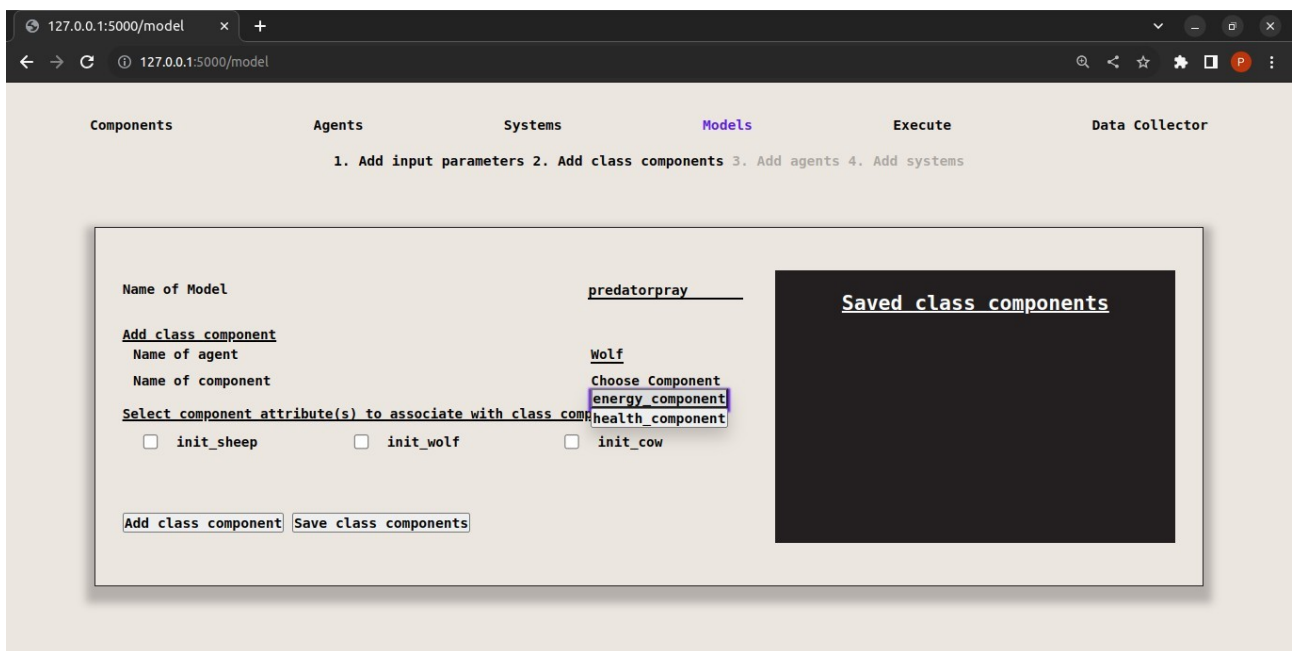 127.0.0.1:5000/model
127.0.0.1:5000/model
P
Components Agents Systems Models Execute Data Collector
1. Add input parameters 2. Add class components 3. Add agents 4. Add systems
Name of Model predatorpray
Saved class components
Add class component
Name of agent Wolf
Name of component Choose Component
energy_component
Select component attribute(s) to associate with class comp
health_component
init_sheep init_wolf init_cow
Add class component Save class components